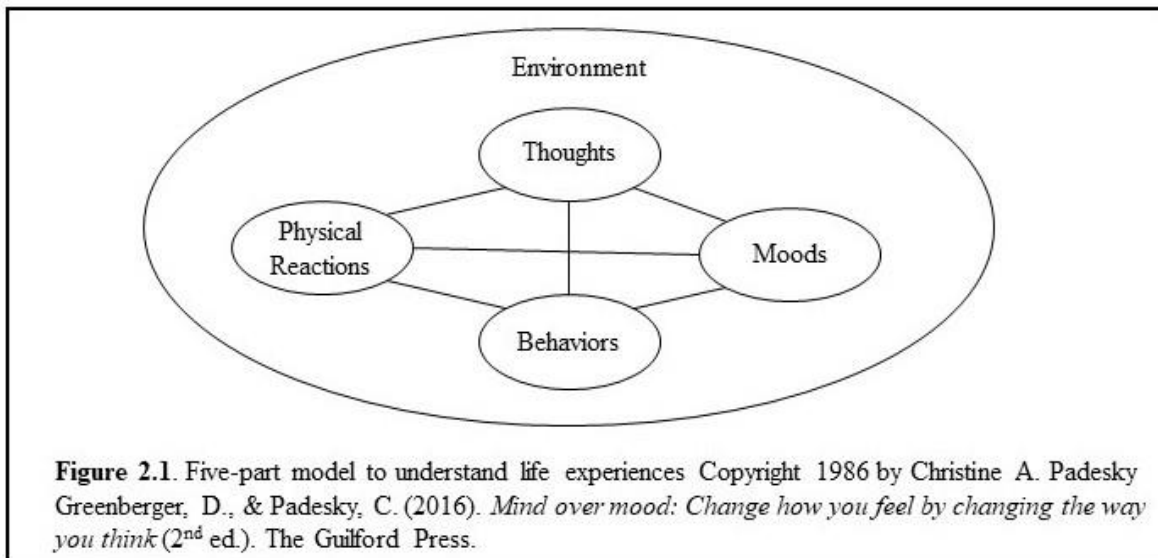 Environment
Thoughts
Physical
Reactions
Moods
Behaviors
Figure 2.1. Five-part model to understand life experiences Copyright 1986 by Christine A. Padesky
Greenberger, D., & Padesky, C. (2016). Mind over mood: Change how you feel by changing the way
you think (2nd ed.). The Guilford Press.